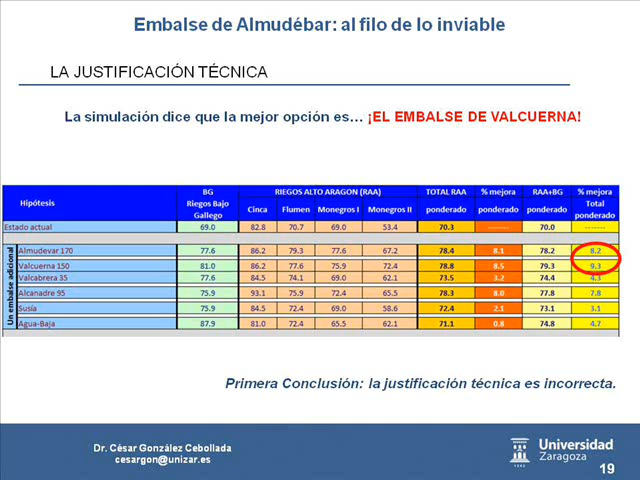 Embalse de Almudébar: al filo de lo inviable
LA JUSTIFICACIÓN TÉCNICA
La simulación dice que la mejor opción es… ¡EL EMBALSE DE VALCUERNA!
Hipótesis BG Riegos Bajo Gallego RIEGOS ALTO ARAGON (RAA) TOTAL RAA % mejora RAA+BG % mejora Total
Cinca Flumen Monegros I Monegros II ponderado ponderado ponderado ponderado
Estado actual 69.0 82.8 70.7 69.0 53.4 70.3 ------- 70.0 -------
Un embalse adicional
Almudevar 170 77.6 86.2 79.3 77.6 67.2 78.4 8.1 78.2 8.2
Valcuerna 150 81.0 86.2 77.6 75.9 72.4 78.8 8.5 79.3 9.3
Valcabrera 35 77.6 84.5 74.1 69.0 62.1 73.5 3.2 74.4 4.3
Alcanadre 95 75.9 93.1 75.9 72.4 65.5 78.3 8.0 77.8 7.8
Susía 75.9 84.5 72.4 69.0 58.6 72.4 2.1 73.1 3.1
Agua-Baja 87.9 81.0 72.4 65.5 62.1 71.1 0.8 74.8 4.7
Primera Conclusión: la justificación técnica es incorrecta.
Dr. César González Cebollada
cesargon@unizar.es
Universidad
Zaragoza
1542
19